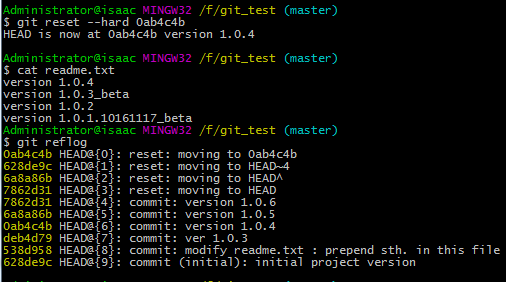 Administrator@isaac MINGW32 /f/git_test (master)
$ git reset --hard 0ab4c4b
HEAD is now at 0ab4c4b version 1.0.4

Administrator@isaac MINGW32 /f/git_test (master)
$ cat readme.txt
version 1.0.4
version 1.0.3_beta
version 1.0.2
version 1.0.1.10161117_beta
Administrator@isaac MINGW32 /f/git_test (master)
$ git reflog
0ab4c4b HEAD@{0}: reset: moving to 0ab4c4b
628de9c HEAD@{1}: reset: moving to HEAD~4
6a8a86b HEAD@{2}: reset: moving to HEAD^
7862d31 HEAD@{3}: reset: moving to HEAD
7862d31 HEAD@{4}: commit: version 1.0.6
6a8a86b HEAD@{5}: commit: version 1.0.5
0ab4c4b HEAD@{6}: commit: version 1.0.4
deb4d79 HEAD@{7}: commit: ver 1.0.3
538d958 HEAD@{8}: commit: modify readme.txt : prepend sth. in this file
628de9c HEAD@{9}: commit (initial): initial project version